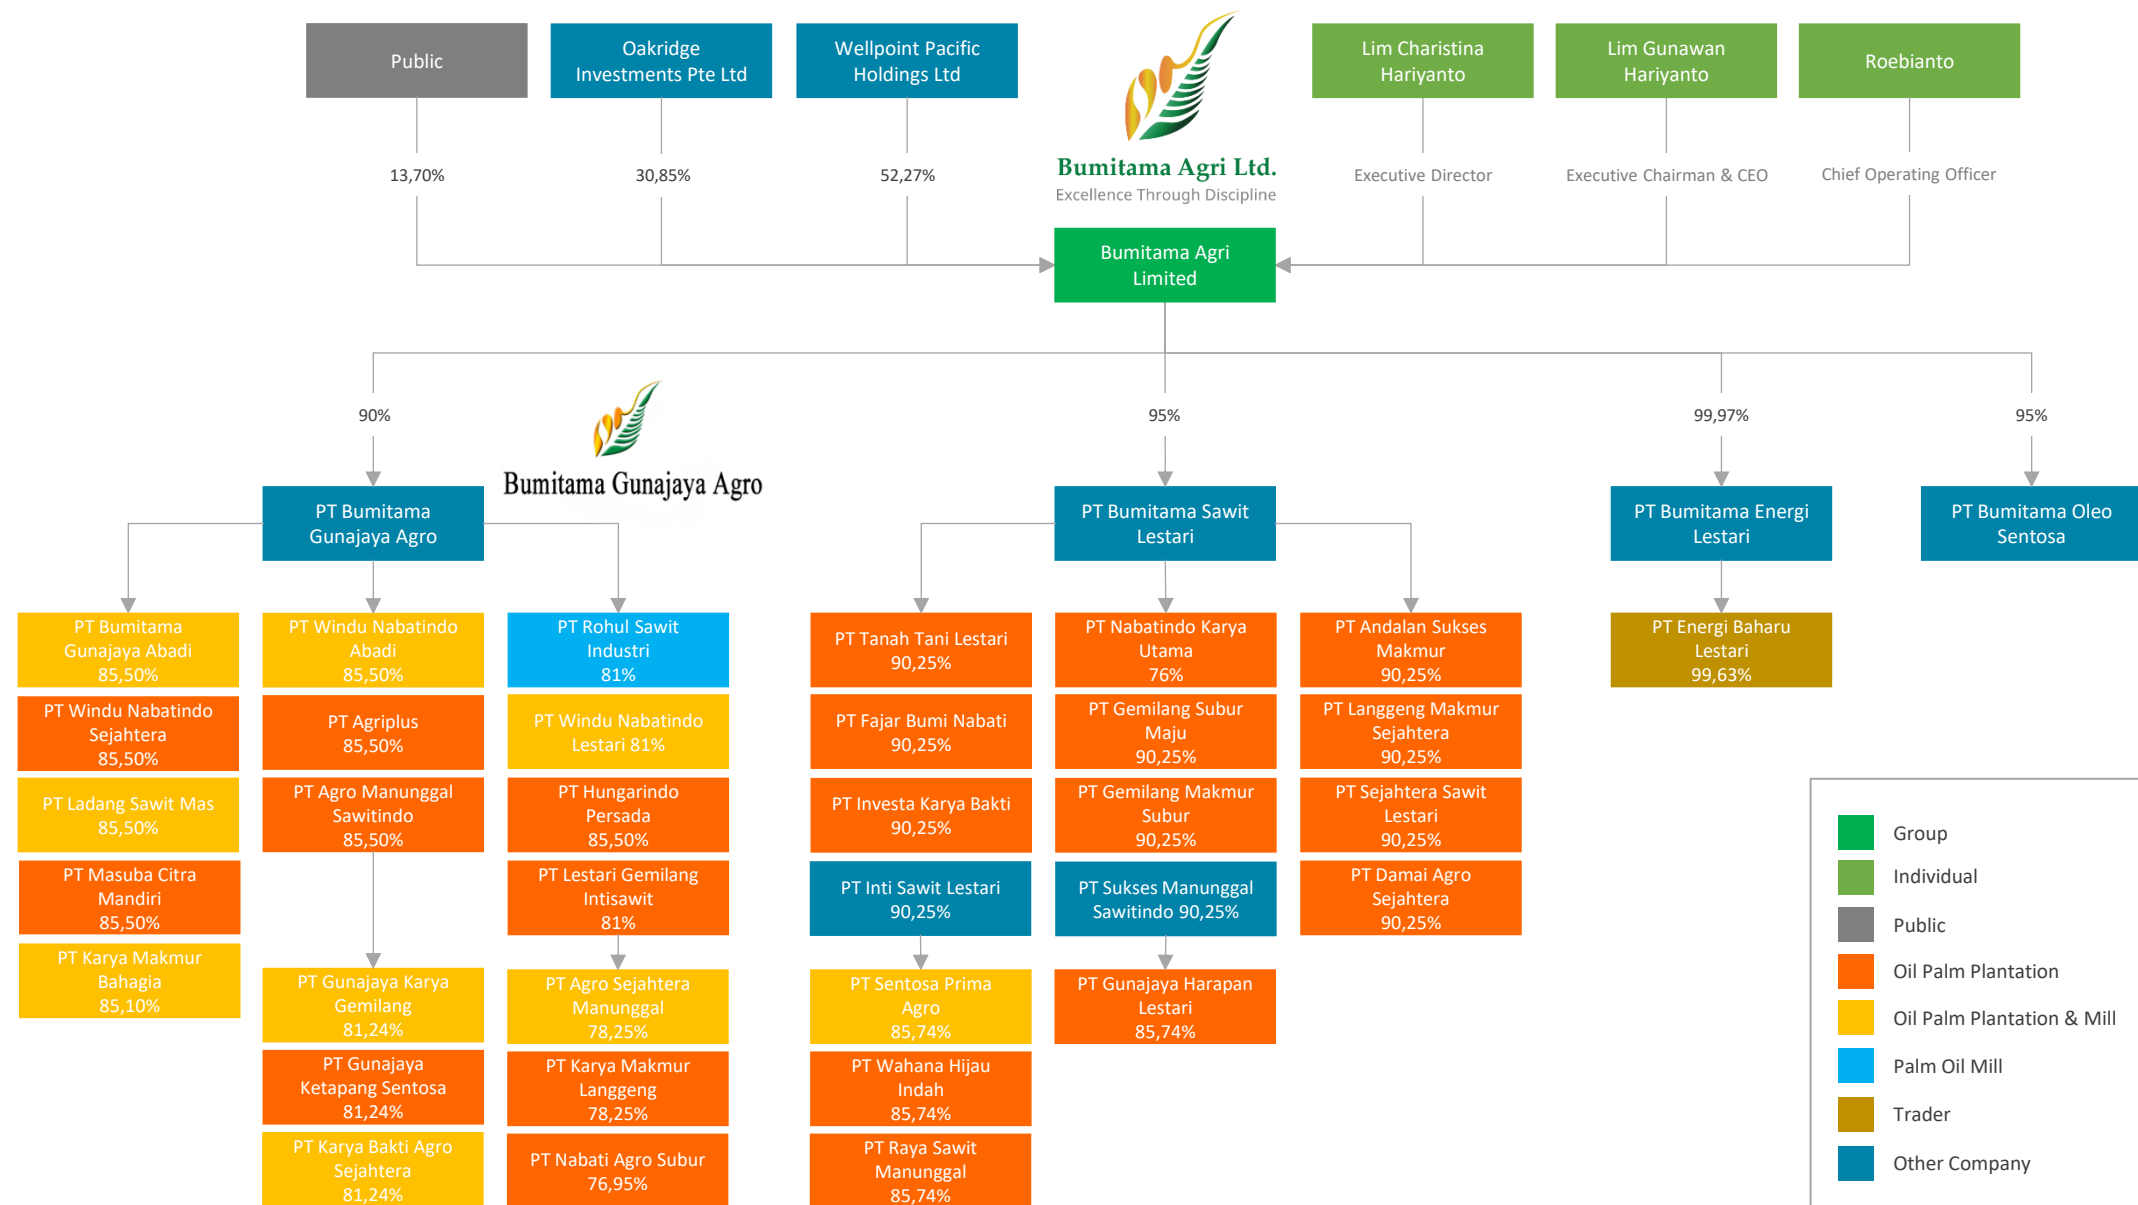 Public
Oakridge
Investments Pte Ltd
Wellpoint Pacific
Holdings Ltd
Lim Charistina
Hariyanto
Lim Gunawan
Hariyanto
Roebianto
Bumitama Agri Ltd.
Excellence Through Discipline
13,70%
30,85%
52,27%
Executive Director
Executive Chairman & CEO
Chief Operating Officer
Bumitama Agri
Limited
90%
95%
99,97%
95%
Bumitama Gunajaya Agro
PT Bumitama
Gunajaya Agro
PT Bumitama Sawit
Lestari
PT Bumitama Energi
Lestari
PT Bumitama Oleo
Sentosa
PT Bumitama
Gunajaya Abadi
85,50%
PT Windu Nabatindo
Sejahtera
85,50%
PT Ladang Sawit Mas
85,50%
PT Masuba Citra
Mandiri
85,50%
PT Karya Makmur
Bahagia
85,10%
PT Windu Nabatindo
Abadi
85,50%
PT Agriplus
85,50%
PT Agro Manunggal
Sawitindo
85,50%
PT Gunajaya Karya
Gemilang
81,24%
PT Gunajaya
Ketapang Sentosa
81,24%
PT Karya Bakti Agro
Sejahtera
81,24%
PT Rohul Sawit
Industri
81%
PT Windu Nabatindo
Lestari 81%
PT Hungarindo
Persada
85,50%
PT Lestari Gemilang
Intisawit
81%
PT Agro Sejahtera
Manunggal
78,25%
PT Karya Makmur
Langgeng
78,25%
PT Nabati Agro Subur
76,95%
PT Tanah Tani Lestari
90,25%
PT Fajar Bumi Nabati
90,25%
PT Investa Karya Bakti
90,25%
PT Inti Sawit Lestari
90,25%
PT Sentosa Prima
Agro
85,74%
PT Wahana Hijau
Indah
85,74%
PT Raya Sawit
Manunggal
85,74%
PT Nabatindo Karya
Utama
76%
PT Gemilang Subur
Maju
90,25%
PT Gemilang Makmur
Subur
90,25%
PT Sukses Manunggal
Sawitindo 90,25%
PT Gunajaya Harapan
Lestari
85,74%
PT Andalan Sukses
Makmur
90,25%
PT Langgeng Makmur
Sejahtera
90,25%
PT Sejahtera Sawit
Lestari
90,25%
PT Damai Agro
Sejahtera
90,25%
PT Energi Baharu
Lestari
99,63%
Group
Individual
Public
Oil Palm Plantation
Oil Palm Plantation & Mill
Palm Oil Mill
Trader
Other Company